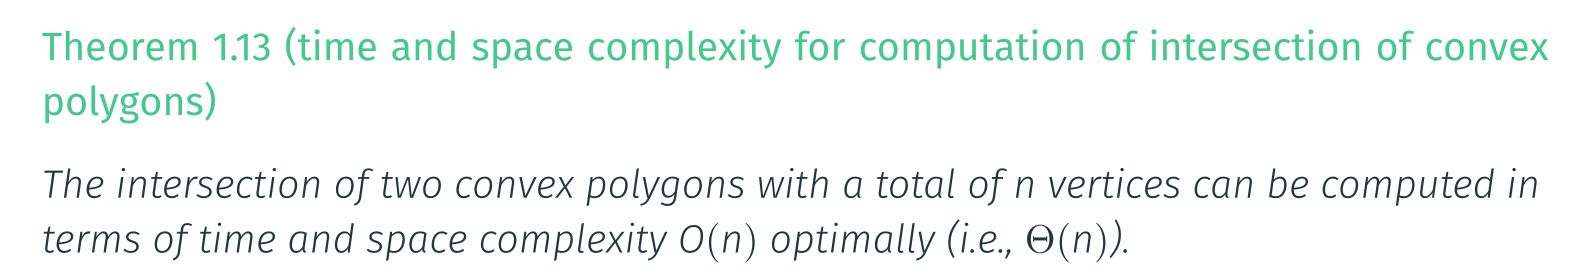 Theorem 1.13 (time and space complexity for computation of intersection of convex
polygons)
The intersection of two convex polygons with a total of n vertices can be computed in
terms of time and space complexity O(n) optimally (i.e., Θ(n)).